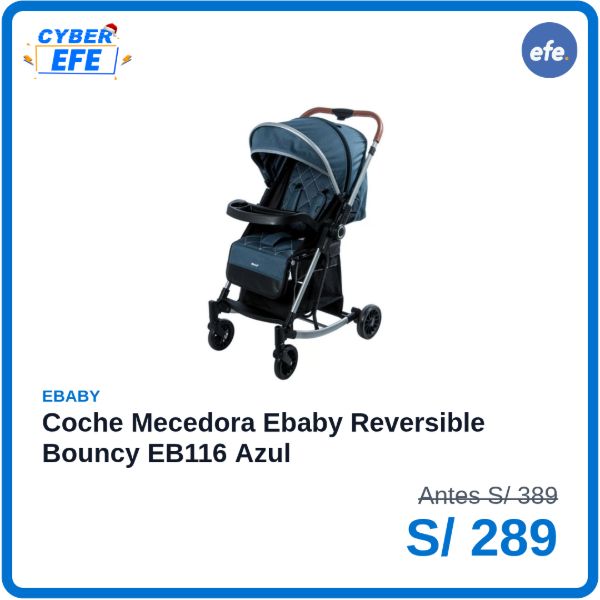 CYBER
EFE
efe.
EBABY
Coche Mecedora Ebaby Reversible
Bouncy EB116 Azul
Antes S/ 389
S/ 289